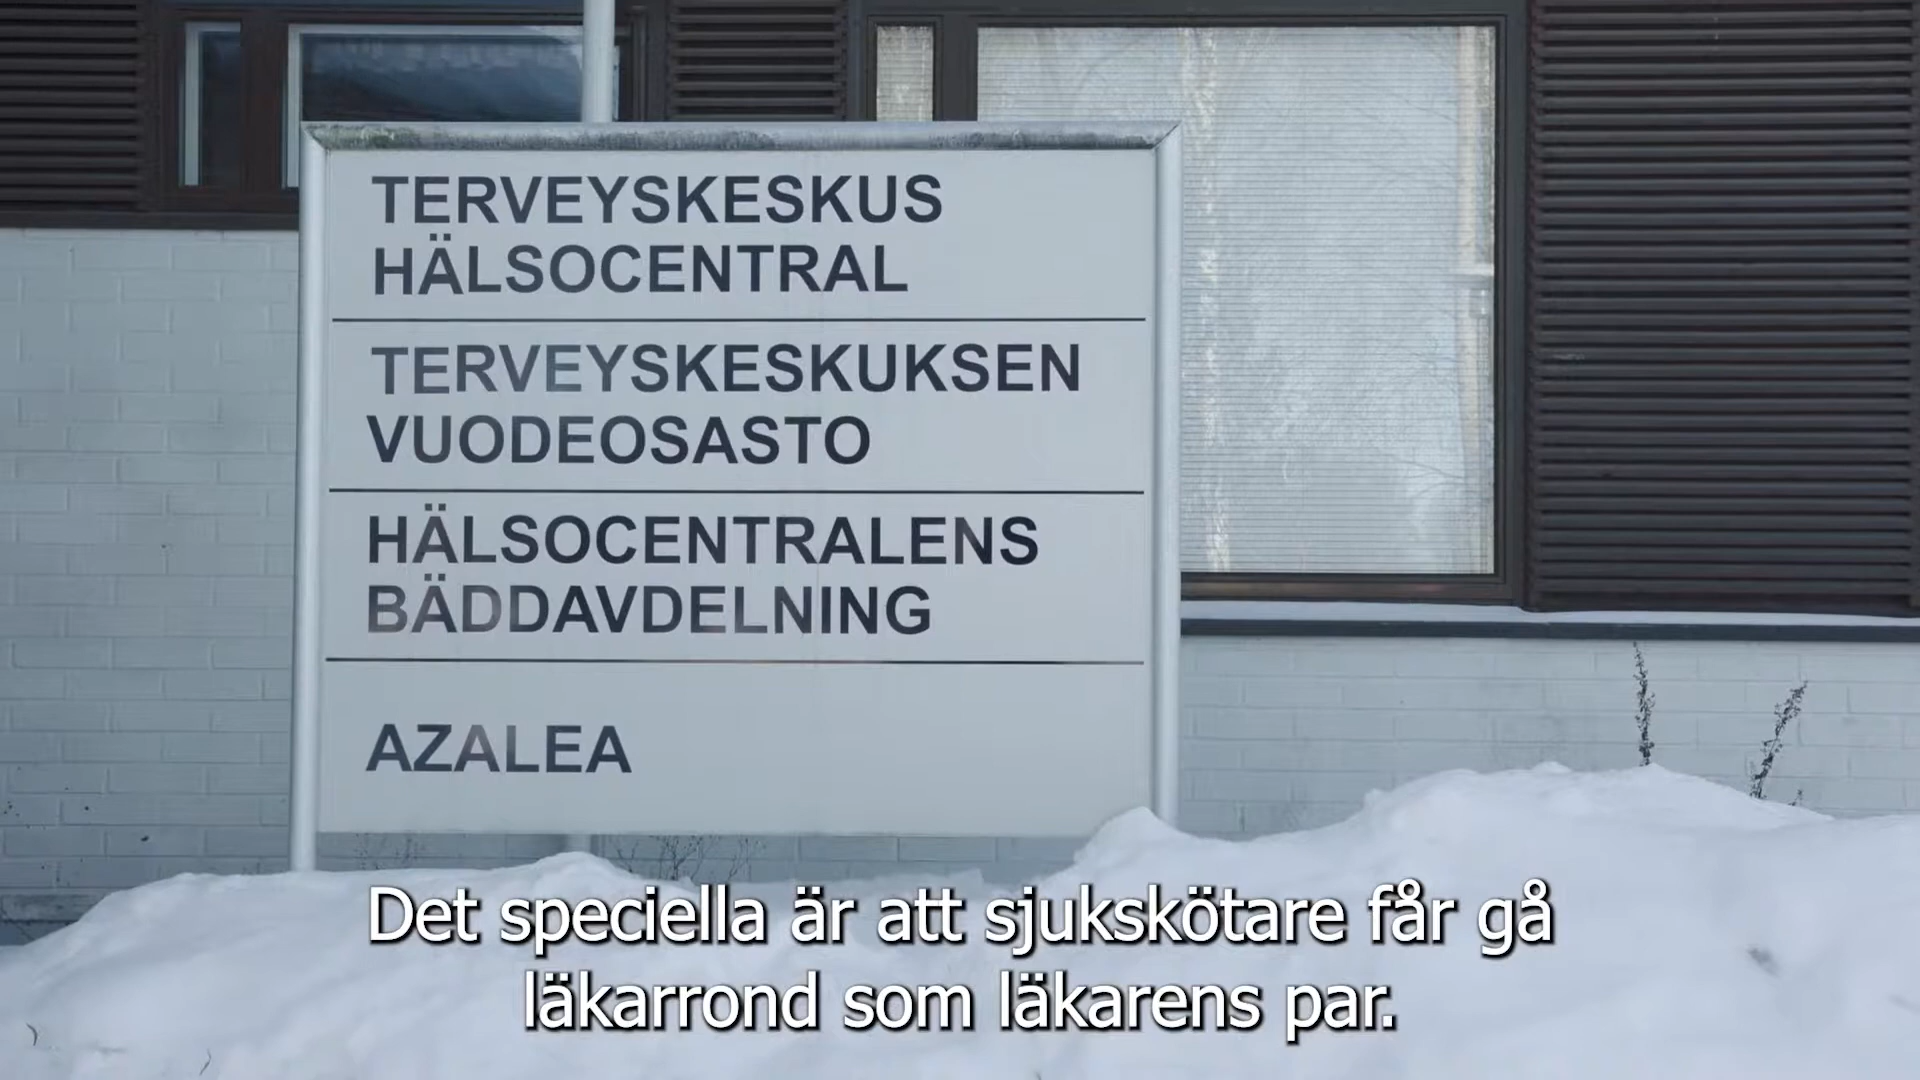 TERVEYSKESKUS
HÄLSOCENTRAL
TERVEYSKESKUKSEN
VUODEOSASTO
HÄLSOCENTRALENS
BÄDDAVDELNING
AZALEA
Det speciella är att sjukskötare får gå
läkarrond som läkarens par.